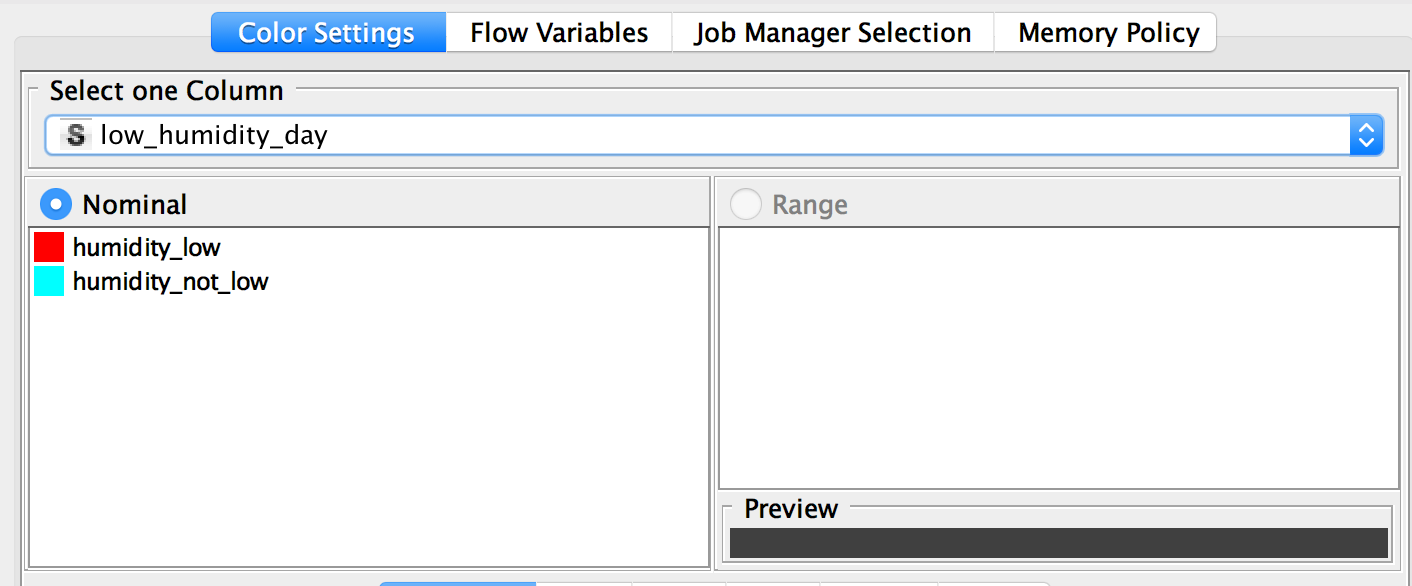 Color Settings Flow Variables Job Manager Selection Memory Policy
Select one Column
S low_humidity_day
Nominal
humidity_low
humidity_not_low
Range
Preview